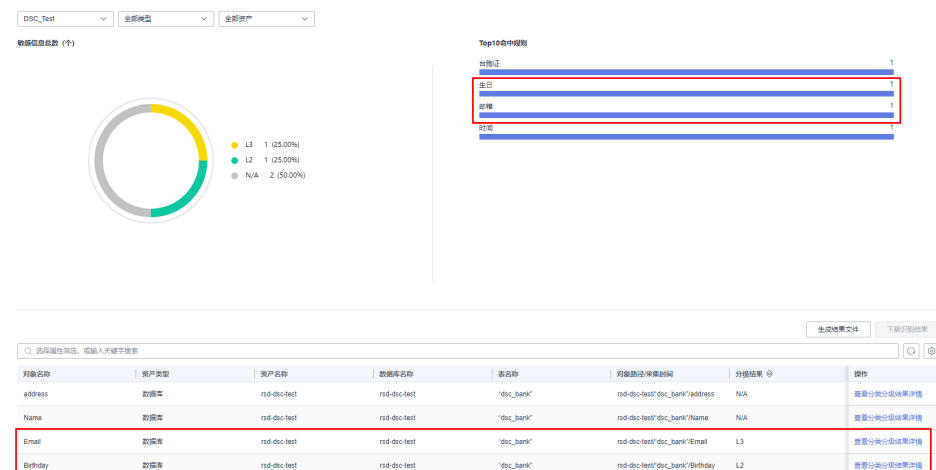 DSC_Test 全部类型 全部资产
敏感信息总数 (个)
Top10命中规则
台胞证 1
生日 1
邮箱 1
时间 1
L3 1 (25.00%)
L2 1 (25.00%)
N/A 2 (50.00%)
生成结果文件 下载识别结果
选择属性筛选，或输入关键字搜索
对象名称 资产类型 资产名称 数据库名称 表名称 对象路径/采集时间 分级结果 操作
address 数据库 rsd-dsc-test rsd-dsc-test "dsc_bank" rsd-dsc-test/"dsc_bank"/address N/A 查看分类分级结果详情
Name 数据库 rsd-dsc-test rsd-dsc-test "dsc_bank" rsd-dsc-test/"dsc_bank"/Name N/A 查看分类分级结果详情
Email 数据库 rsd-dsc-test rsd-dsc-test "dsc_bank" rsd-dsc-test/"dsc_bank"/Email L3 查看分类分级结果详情
Birthday 数据库 rsd-dsc-test rsd-dsc-test "dsc_bank" rsd-dsc-test/"dsc_bank"/Birthday L2 查看分类分级结果详情